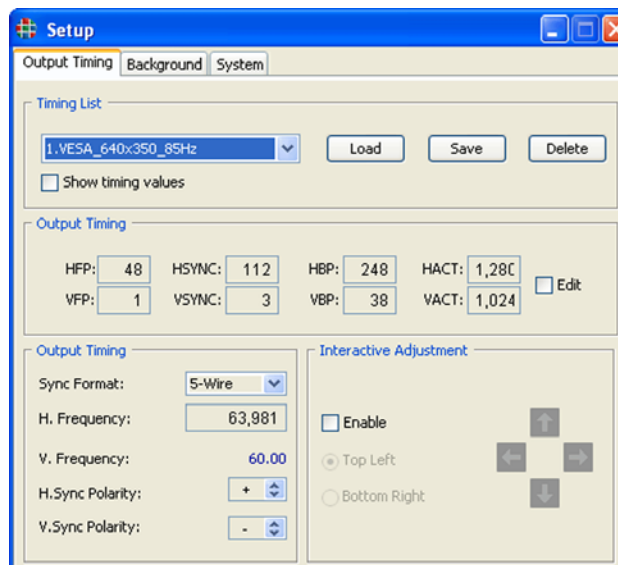 Setup
Output Timing Background System
Timing List
1.VESA_640x350_85Hz Load Save Delete
Show timing values
Output Timing
HFP: 48 HSYNC: 112 HBP: 248 HACT: 1,280
VFP: 1 VSYNC: 3 VBP: 38 VACT: 1,024
Edit
Output Timing
Sync Format: 5-Wire
H. Frequency: 63,981
V. Frequency: 60.00
H.Sync Polarity: +
V.Sync Polarity: -
Interactive Adjustment
Enable
Top Left
Bottom Right